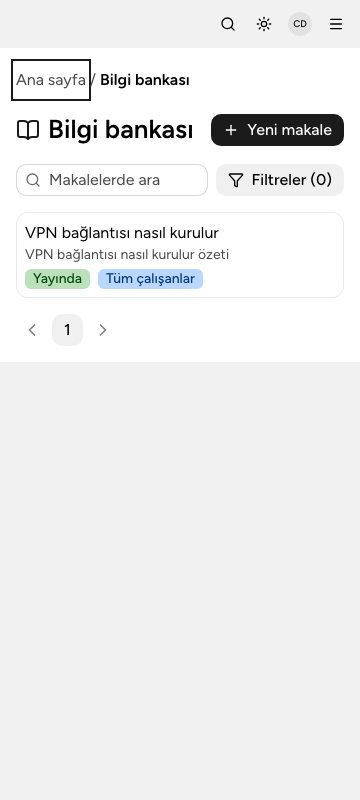 CD
Ana sayfa / Bilgi bankası
Bilgi bankası
Yeni makale
Makalelerde ara
Filtreler (0)
VPN bağlantısı nasıl kurulur
VPN bağlantısı nasıl kurulur özeti
Yayında Tüm çalışanlar
1